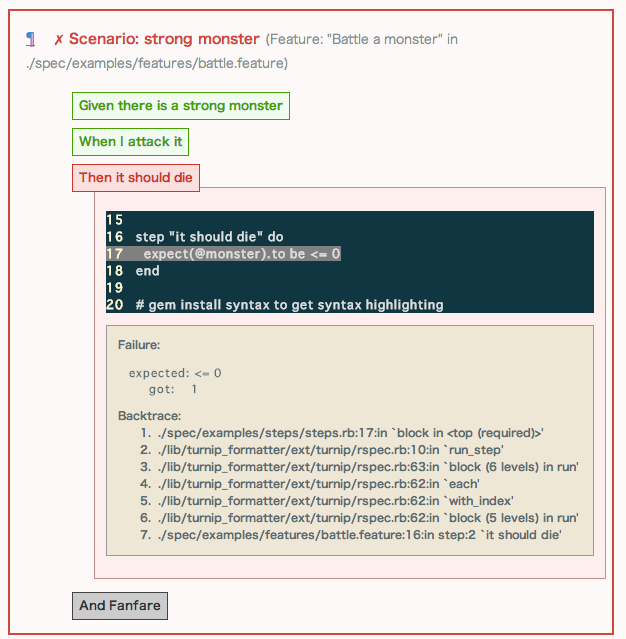 ¶ ✗ Scenario: strong monster (Feature: "Battle a monster" in
./spec/examples/features/battle.feature)
Given there is a strong monster
When I attack it
Then it should die
15
16 step "it should die" do
17 expect(@monster).to be <= 0
18 end
19
20 # gem install syntax to get syntax highlighting
Failure:
expected: <= 0
got: 1
Backtrace:
1. ./spec/examples/steps/steps.rb:17:in `block in <top (required)>'
2. ./lib/turnip_formatter/ext/turnip/rspec.rb:10:in `run_step'
3. ./lib/turnip_formatter/ext/turnip/rspec.rb:63:in `block (6 levels) in run'
4. ./lib/turnip_formatter/ext/turnip/rspec.rb:62:in `each'
5. ./lib/turnip_formatter/ext/turnip/rspec.rb:62:in `with_index'
6. ./lib/turnip_formatter/ext/turnip/rspec.rb:62:in `block (5 levels) in run'
7. ./spec/examples/features/battle.feature:16:in step:2 `it should die'
And Fanfare